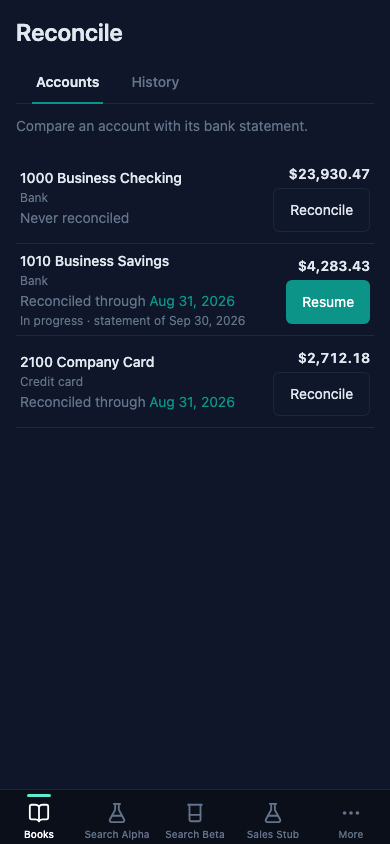 Reconcile
Accounts
History
Compare an account with its bank statement.
1000 Business Checking
Bank
Never reconciled
$23,930.47
Reconcile
1010 Business Savings
Bank
Reconciled through Aug 31, 2026
In progress · statement of Sep 30, 2026
$4,283.43
Resume
2100 Company Card
Credit card
Reconciled through Aug 31, 2026
$2,712.18
Reconcile
Books
Search Alpha
Search Beta
Sales Stub
More